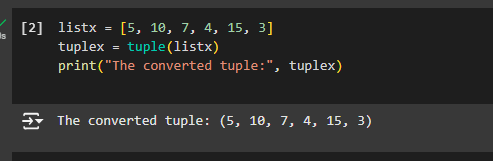 [2] listx = [5, 10, 7, 4, 15, 3]
tuplex = tuple(listx)
print("The converted tuple:", tuplex)
The converted tuple: (5, 10, 7, 4, 15, 3)